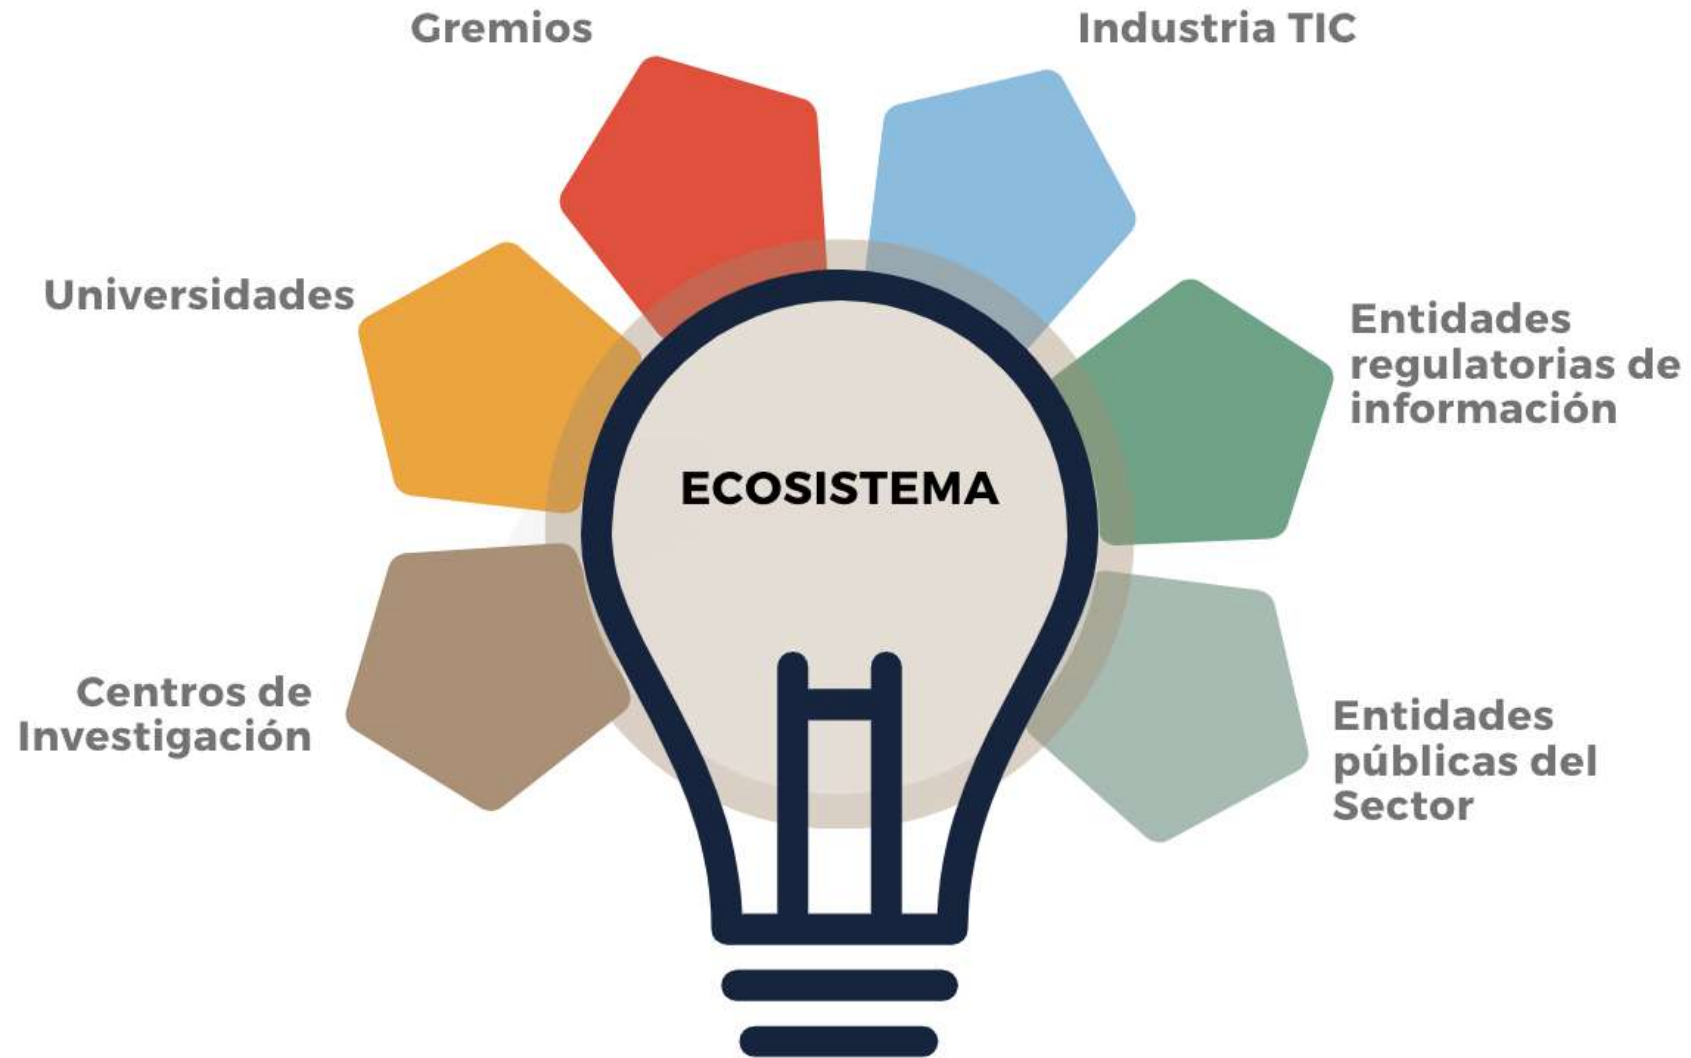 Gremios
Industria TIC
Universidades
Entidades
regulatorias de
información
ECOSISTEMA
Centros de
Investigación
Entidades
públicas del
Sector